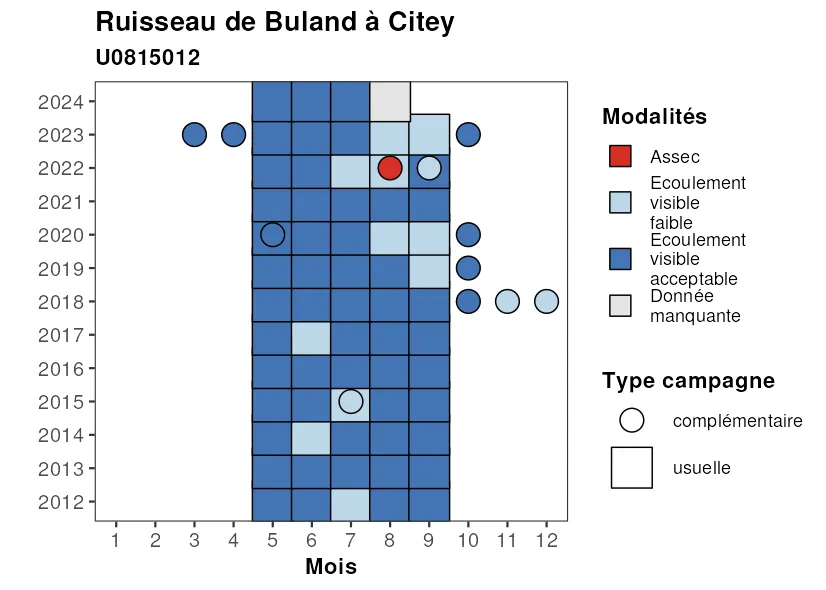 Ruisseau de Buland à Citey
U0815012
2024
2023
2022
2021
2020
2019
2018
2017
2016
2015
2014
2013
2012
1 2 3 4 5 6 7 8 9 10 11 12
Mois
Modalités
Assec
Ecoulement
visible
faible
Ecoulement
visible
acceptable
Donnée
manquante
Type campagne
complémentaire
usuelle